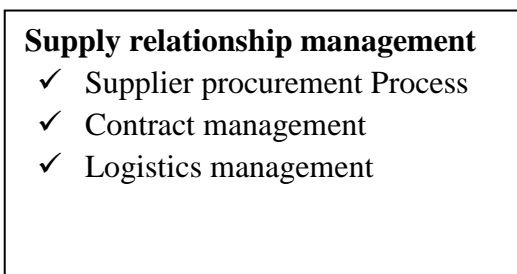 Supply relationship management
✓ Supplier procurement Process
✓ Contract management
✓ Logistics management